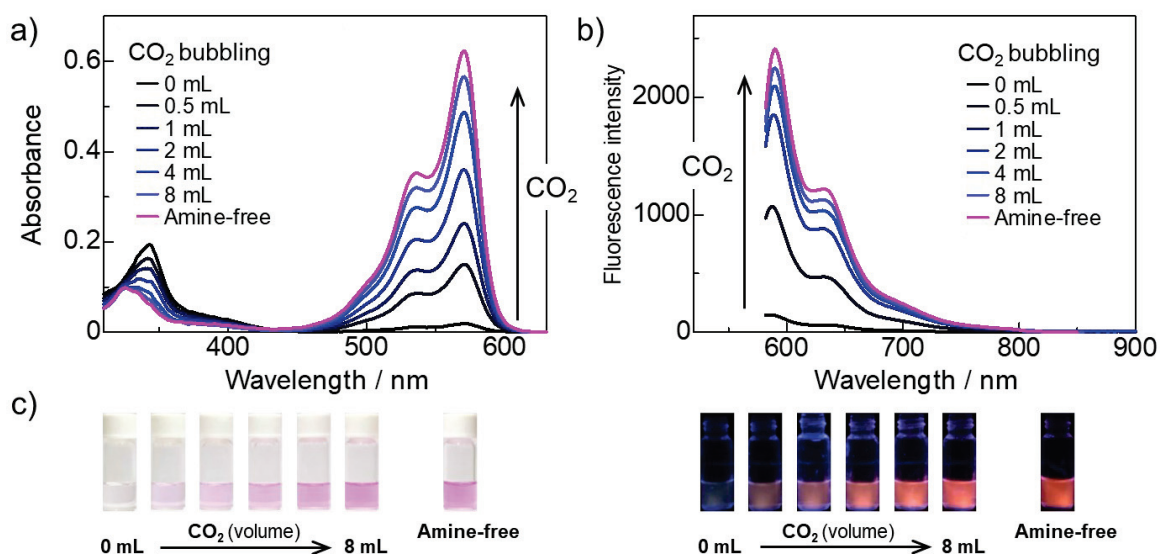 a)
CO2 bubbling
0 mL
0.5 mL
1 mL
2 mL
4 mL
8 mL
Amine-free
CO2
0.6
0.4
0.2
0
Absorbance
400
500
600
Wavelength / nm
b)
CO2 bubbling
0 mL
0.5 mL
1 mL
2 mL
4 mL
8 mL
Amine-free
CO2
2000
1000
0
Fluorescence intensity
600
700
800
900
Wavelength / nm
c)
CO2 (volume)
0 mL
8 mL
Amine-free
CO2 (volume)
0 mL
8 mL
Amine-free